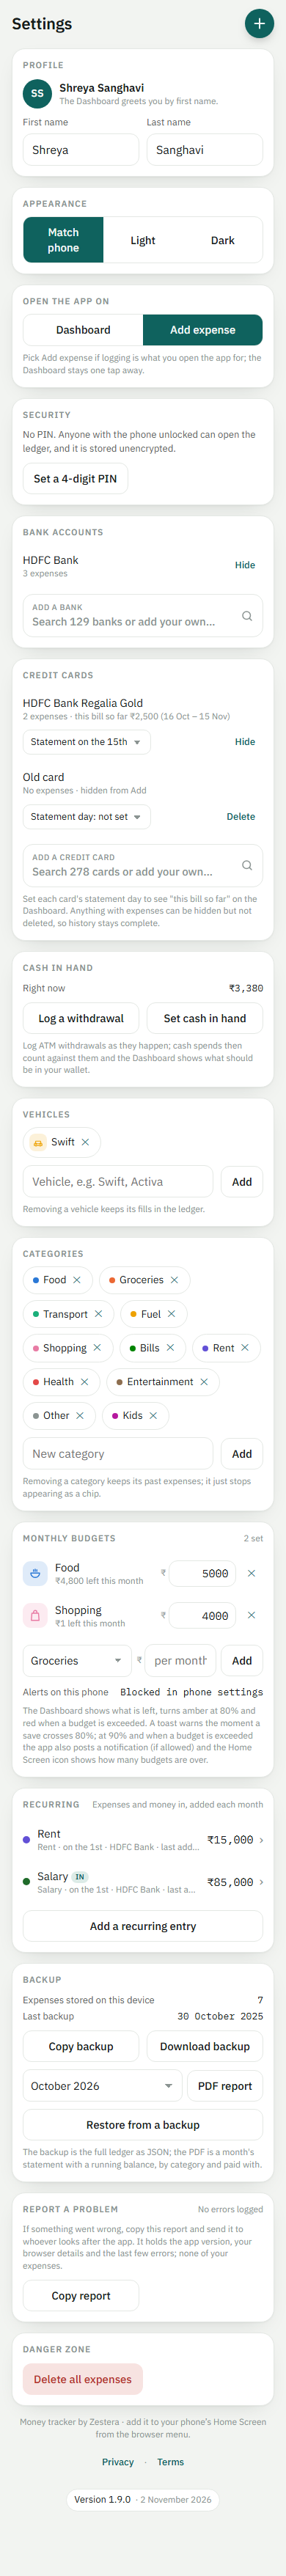 Settings
PROFILE
SS
Shreya Sanghavi
The Dashboard greets you by first name.
First name
Last name
Shreya
Sanghavi
APPEARANCE
Match
phone
Light
Dark
OPEN THE APP ON
Dashboard
Add expense
Pick Add expense if logging is what you open the app for; the
Dashboard stays one tap away.
SECURITY
No PIN. Anyone with the phone unlocked can open the
ledger, and it is stored unencrypted.
Set a 4-digit PIN
BANK ACCOUNTS
HDFC Bank
3 expenses
Hide
ADD A BANK
Search 129 banks or add your own...
CREDIT CARDS
HDFC Bank Regalia Gold
2 expenses · this bill so far ₹2,500 (16 Oct – 15 Nov)
Statement on the 15th
Hide
Old card
No expenses · hidden from Add
Statement day: not set
Delete
ADD A CREDIT CARD
Search 278 cards or add your own...
Set each card's statement day to see "this bill so far" on the
Dashboard. Anything with expenses can be hidden but not
deleted, so history stays complete.
CASH IN HAND
Right now ₹3,380
Log a withdrawal
Set cash in hand
Log ATM withdrawals as they happen; cash spends then
count against them and the Dashboard shows what should
be in your wallet.
VEHICLES
Swift
Vehicle, e.g. Swift, Activa
Add
Removing a vehicle keeps its fills in the ledger.
CATEGORIES
Food
Groceries
Transport
Fuel
Shopping
Bills
Rent
Health
Entertainment
Other
Kids
New category
Add
Removing a category keeps its past expenses; it just stops
appearing as a chip.
MONTHLY BUDGETS 2 set
Food
₹4,800 left this month
₹ 5000
Shopping
₹1 left this month
₹ 4000
Groceries
₹ per month
Add
Alerts on this phone Blocked in phone settings
The Dashboard shows what is left, turns amber at 80% and
red when a budget is exceeded. A toast warns the moment a
save crosses 80%; at 90% and when a budget is exceeded
the app also posts a notification (if allowed) and the Home
Screen icon shows how many budgets are over.
RECURRING Expenses and money in, added each month
Rent
Rent · on the 1st · HDFC Bank · last add...
₹15,000
Salary IN
Salary · on the 1st · HDFC Bank · last a...
₹85,000
Add a recurring entry
BACKUP
Expenses stored on this device 7
Last backup 30 October 2025
Copy backup
Download backup
October 2026
PDF report
Restore from a backup
The backup is the full ledger as JSON; the PDF is a month's
statement with a running balance, by category and paid with.
REPORT A PROBLEM No errors logged
If something went wrong, copy this report and send it to
whoever looks after the app. It holds the app version, your
browser details and the last few errors; none of your
expenses.
Copy report
DANGER ZONE
Delete all expenses
Money tracker by Zestera · add it to your phone's Home Screen
from the browser menu.
Privacy · Terms
Version 1.9.0 · 2 November 2026